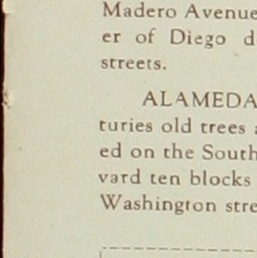 Madero Avenue
er of Diego d
streets.
ALAMEDA
turies old trees a
ed on the South
vard ten blocks
Washington stre